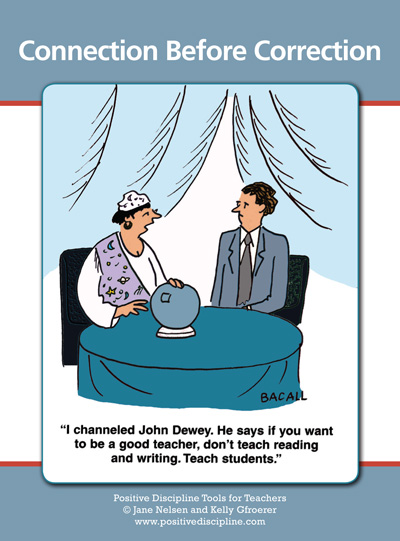 Connection Before Correction
BACALL
“I channeled John Dewey. He says if you want
to be a good teacher, don’t teach reading
and writing. Teach students.”
Positive Discipline Tools for Teachers
© Jane Nelsen and Kelly Gfroerer
www.positivediscipline.com